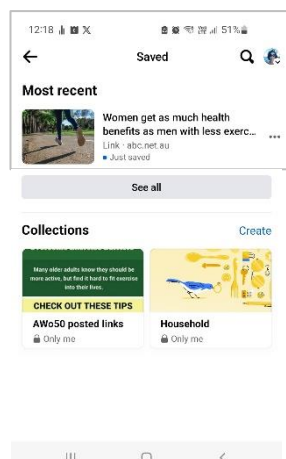 12:18
51%
Saved
Most recent
Women get as much health
benefits as men with less exerc...
Link · abc.net.au
Just saved
See all
Collections
Create
Many older adults know they should be
more active, but find it hard to fit exercise
into their lives.
CHECK OUT THESE TIPS
AWo50 posted links
Only me
Household
Only me